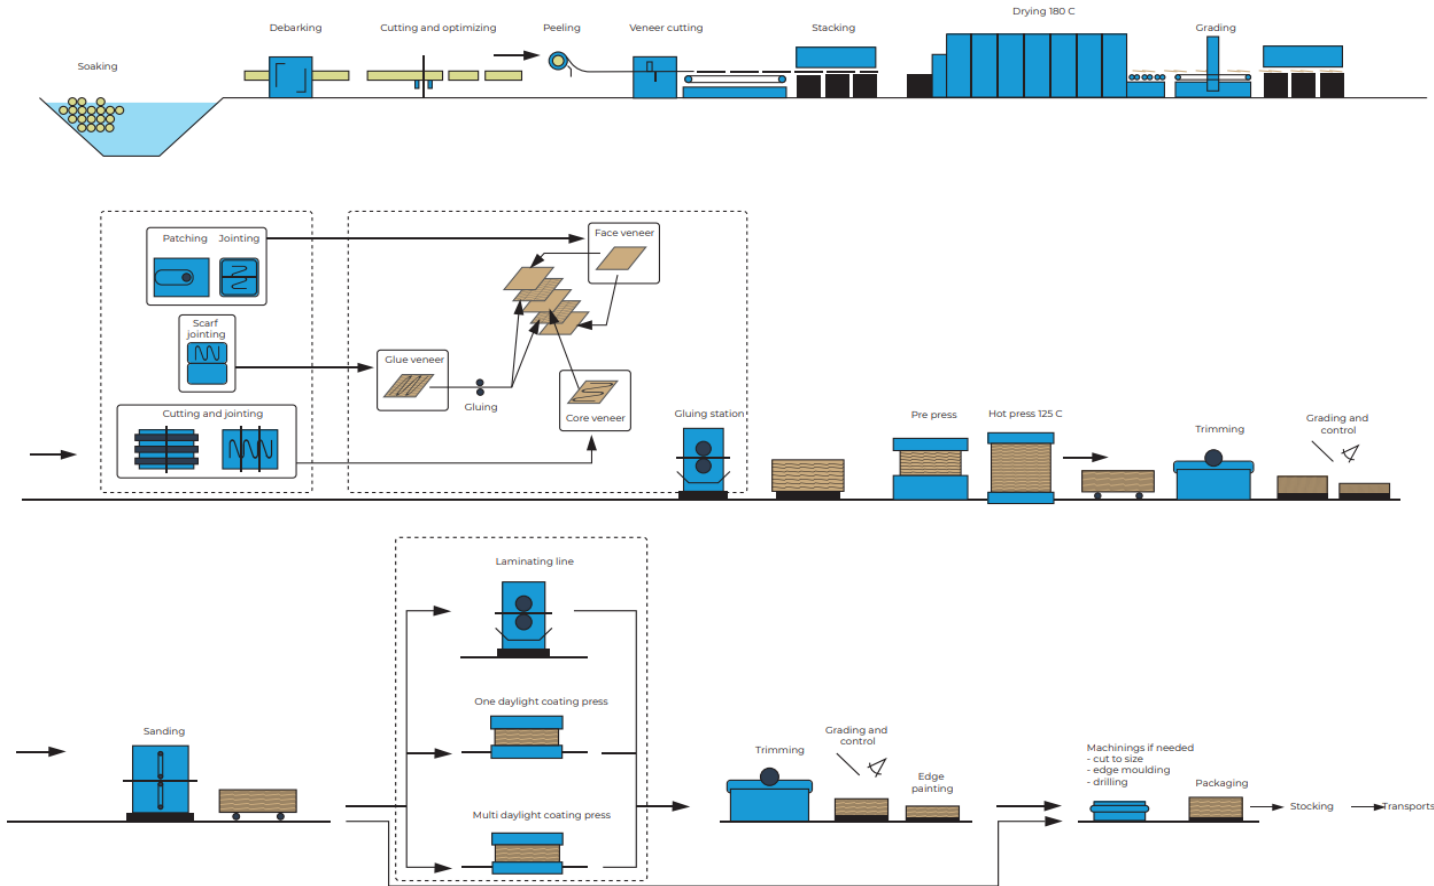 Soaking
Debarking
Cutting and optimizing
Peeling
Veneer cutting
Stacking
Drying 180 C
Grading
Patching
Jointing
Scarf
jointing
Cutting and jointing
Face veneer
Glue veneer
Gluing
Core veneer
Gluing station
Pre press
Hot press 125 C
Trimming
Grading and
control
Sanding
Laminating line
One daylight coating press
Multi daylight coating press
Trimming
Grading and
control
Edge
painting
Machinings if needed
- cut to size
- edge moulding
- drilling
Packaging
Stocking
Transports